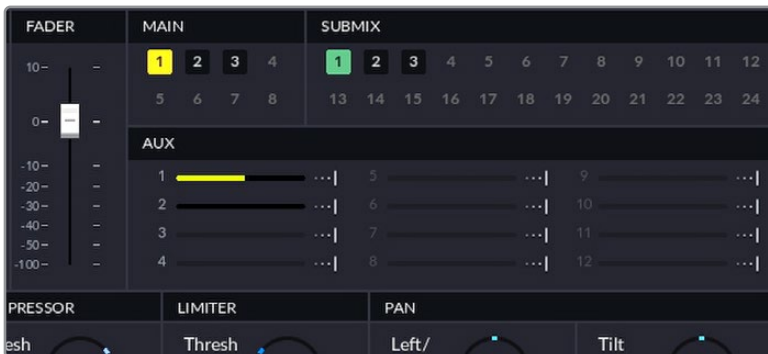 FADER MAIN SUBMIX
10 1 2 3 4 1 2 3 4 5 6 7 8 9 10 11 12
5 6 7 8 13 14 15 16 17 18 19 20 21 22 23 24
0
AUX
-10 1 5 9
-20
-30 2 6 10
-40 3 7 11
-50
-100 4 8 12
PRESSOR LIMITER PAN
esh Thresh Left/ Tilt